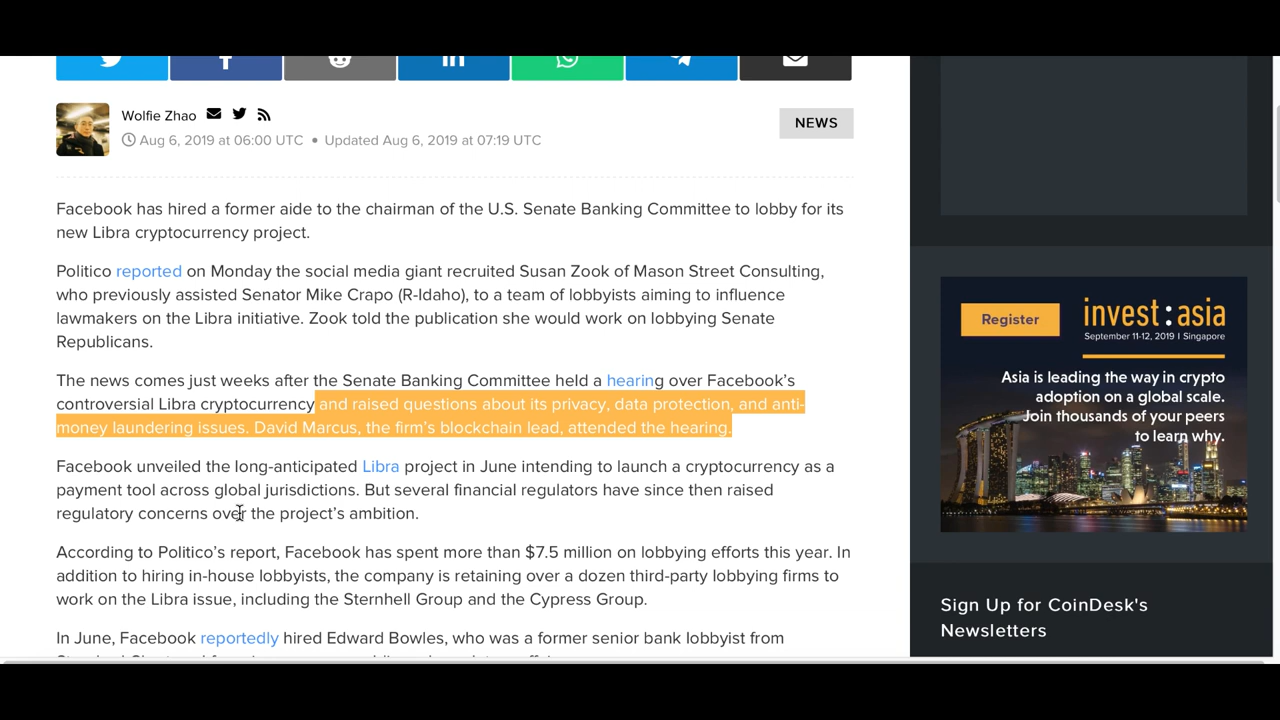 Wolfie Zhao
Aug 6, 2019 at 06:00 UTC • Updated Aug 6, 2019 at 07:19 UTC
NEWS
Facebook has hired a former aide to the chairman of the U.S. Senate Banking Committee to lobby for its
new Libra cryptocurrency project.
Politico reported on Monday the social media giant recruited Susan Zook of Mason Street Consulting,
who previously assisted Senator Mike Crapo (R-Idaho), to a team of lobbyists aiming to influence
lawmakers on the Libra initiative. Zook told the publication she would work on lobbying Senate
Republicans.
The news comes just weeks after the Senate Banking Committee held a hearing over Facebook's
controversial Libra cryptocurrency and raised questions about its privacy, data protection, and anti-
money laundering issues. David Marcus, the firm's blockchain lead, attended the hearing.
Facebook unveiled the long-anticipated Libra project in June intending to launch a cryptocurrency as a
payment tool across global jurisdictions. But several financial regulators have since then raised
regulatory concerns over the project's ambition.
According to Politico's report, Facebook has spent more than $7.5 million on lobbying efforts this year. In
addition to hiring in-house lobbyists, the company is retaining over a dozen third-party lobbying firms to
work on the Libra issue, including the Sternhell Group and the Cypress Group.
In June, Facebook reportedly hired Edward Bowles, who was a former senior bank lobbyist from
Register
invest:asia
September 11-12, 2019 | Singapore
Asia is leading the way in crypto
adoption on a global scale.
Join thousands of your peers
to learn why.
Sign Up for CoinDesk's
Newsletters